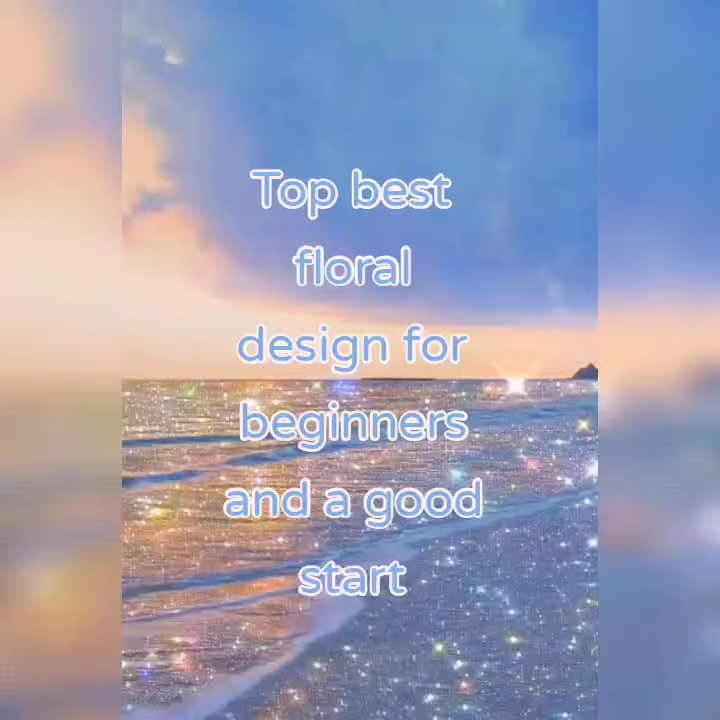 Top best
floral
design for
beginners
and a good
start